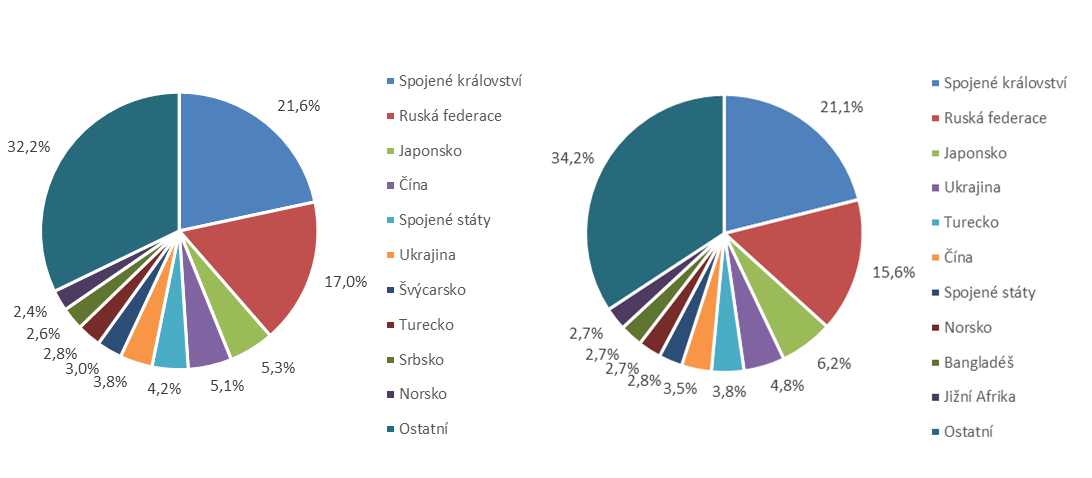 21,6%
17,0%
5,3%
5,1%
4,2%
3,8%
3,0%
2,8%
2,6%
2,4%
32,2%
Spojené království
Ruská federace
Japonsko
Čína
Spojené státy
Ukrajina
Švýcarsko
Turecko
Srbsko
Norsko
Ostatní
21,1%
15,6%
6,2%
4,8%
3,8%
3,5%
2,8%
2,7%
2,7%
2,7%
34,2%
Spojené království
Ruská federace
Japonsko
Ukrajina
Turecko
Čína
Spojené státy
Norsko
Bangladéš
Jižní Afrika
Ostatní